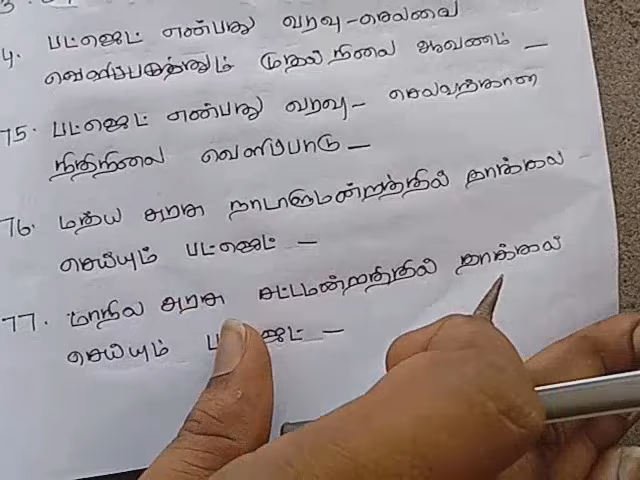 4. பட்ஜெட் என்பது வரவு-செலவை
வெளிப்படுத்தும் முதல் நிலை ஆவணம் –
75. பட்ஜெட் என்பது வரவு- செலவுக்கான
நிதிநிலை வெளிப்பாடு –
76. மத்ய அரசு நாடாளுமன்றத்தில் தாக்கல் –
செய்யும் பட்ஜெட் –
77. மாநில அரசு சட்டமன்றத்தில் தாக்கல்
செய்யும் –